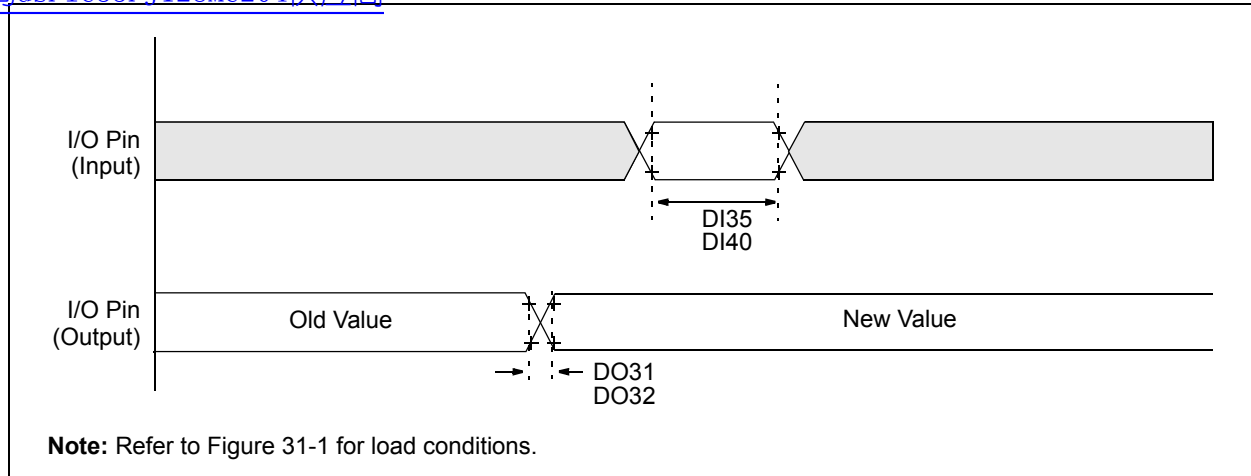 I/O Pin
(Input)
DI35
DI40
I/O Pin
(Output)
Old Value
New Value
DO31
DO32
Note: Refer to Figure 31-1 for load conditions.